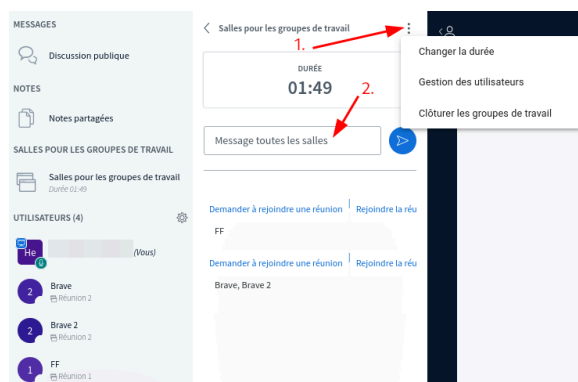 MESSAGES
Discussion publique
NOTES
Notes partagées
SALLES POUR LES GROUPES DE TRAVAIL
Salles pour les groupes de travail
Durée 01:49
UTILISATEURS (4)
He
(Vous)
2
Brave
Réunion 2
2
Brave 2
Réunion 2
1
FF
Réunion 1
Salles pour les groupes de travail
1.
DURÉE
01:49
2.
Message toutes les salles
Demander à rejoindre une réunion
Rejoindre la réu
FF
Demander à rejoindre une réunion
Rejoindre la réu
Brave, Brave 2
Changer la durée
Gestion des utilisateurs
Clôturer les groupes de travail